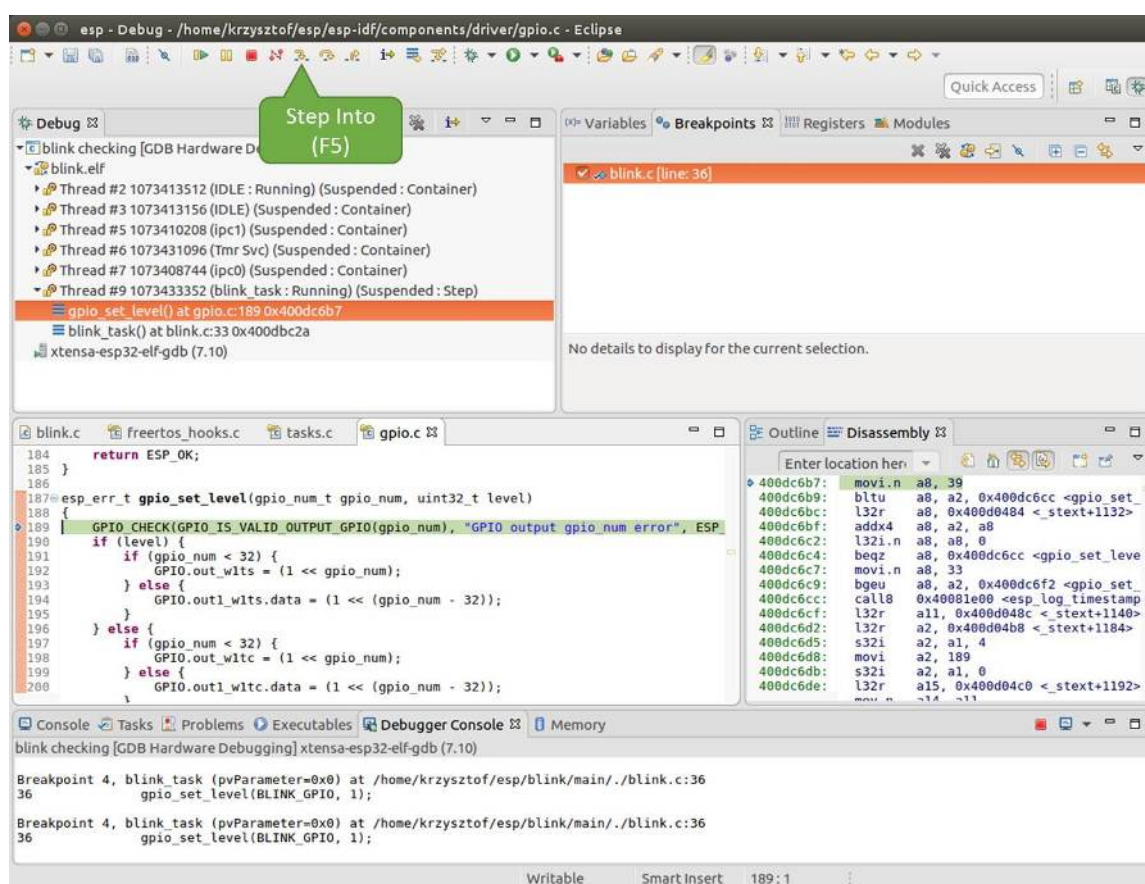 esp - Debug - /home/krzysztof/esp/esp-idf/components/driver/gpio.c - Eclipse
Quick Access
Step Into
(F5)
Debug
blink checking [GDB Hardware De
blink.elf
Thread #2 1073413512 (IDLE : Running) (Suspended : Container)
Thread #3 1073413156 (IDLE) (Suspended : Container)
Thread #5 1073410208 (ipc1) (Suspended : Container)
Thread #6 1073431096 (Tmr Svc) (Suspended : Container)
Thread #7 1073408744 (ipc0) (Suspended : Container)
Thread #9 1073433352 (blink_task : Running) (Suspended : Step)
gpio_set_level() at gpio.c:189 0x400dc6b7
blink_task() at blink.c:33 0x400dbc2a
xtensa-esp32-elf-gdb (7.10)
(x)= Variables Breakpoints Registers Modules
blink.c [line: 36]
No details to display for the current selection.
blink.c freertos_hooks.c tasks.c gpio.c
184 return ESP_OK;
185 }
186
187 esp_err_t gpio_set_level(gpio_num_t gpio_num, uint32_t level)
188 {
189 GPIO_CHECK(GPIO_IS_VALID_OUTPUT_GPIO(gpio_num), "GPIO output gpio_num error", ESP_
190 if (level) {
191 if (gpio_num < 32) {
192 GPIO.out_w1ts = (1 << gpio_num);
193 } else {
194 GPIO.out1_w1ts.data = (1 << (gpio_num - 32));
195 }
196 } else {
197 if (gpio_num < 32) {
198 GPIO.out_w1tc = (1 << gpio_num);
199 } else {
200 GPIO.out1_w1tc.data = (1 << (gpio_num - 32));
}
Outline Disassembly
Enter location her
400dc6b7: movi.n a8, 39
400dc6b9: bltu a8, a2, 0x400dc6cc <gpio_set_
400dc6bc: l32r a8, 0x400d0484 <_stext+1132>
400dc6bf: addx4 a8, a2, a8
400dc6c2: l32i.n a8, a8, 0
400dc6c4: beqz a8, 0x400dc6cc <gpio_set_leve
400dc6c7: movi.n a8, 33
400dc6c9: bgeu a8, a2, 0x400dc6f2 <gpio_set_
400dc6cc: call8 0x40081e00 <esp_log_timestamp
400dc6cf: l32r a11, 0x400d048c <_stext+1140>
400dc6d2: l32r a2, 0x400d04b8 <_stext+1184>
400dc6d5: s32i a2, a1, 4
400dc6d8: movi a2, 189
400dc6db: s32i a2, a1, 0
400dc6de: l32r a15, 0x400d04c0 <_stext+1192>
mov.n a14, a11
Console Tasks Problems Executables Debugger Console Memory
blink checking [GDB Hardware Debugging] xtensa-esp32-elf-gdb (7.10)
Breakpoint 4, blink_task (pvParameter=0x0) at /home/krzysztof/esp/blink/main/./blink.c:36
36 gpio_set_level(BLINK_GPIO, 1);
Breakpoint 4, blink_task (pvParameter=0x0) at /home/krzysztof/esp/blink/main/./blink.c:36
36 gpio_set_level(BLINK_GPIO, 1);
Writable Smart Insert 189 : 1